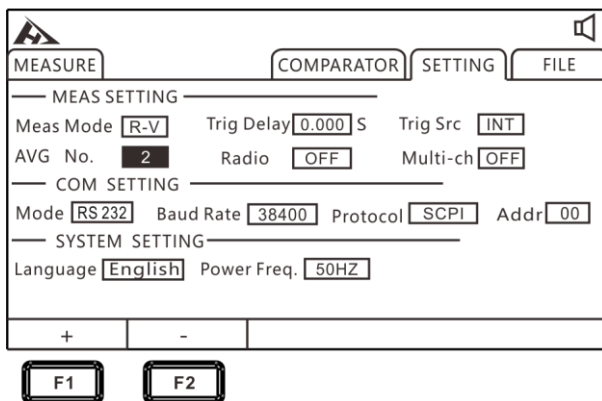 MEASURE COMPARATOR SETTING FILE
MEAS SETTING
Meas Mode R-V Trig Delay 0.000 S Trig Src INT
AVG No. 2 Radio OFF Multi-ch OFF
COM SETTING
Mode RS 232 Baud Rate 38400 Protocol SCPI Addr 00
SYSTEM SETTING
Language English Power Freq. 50HZ
+ -
F1 F2